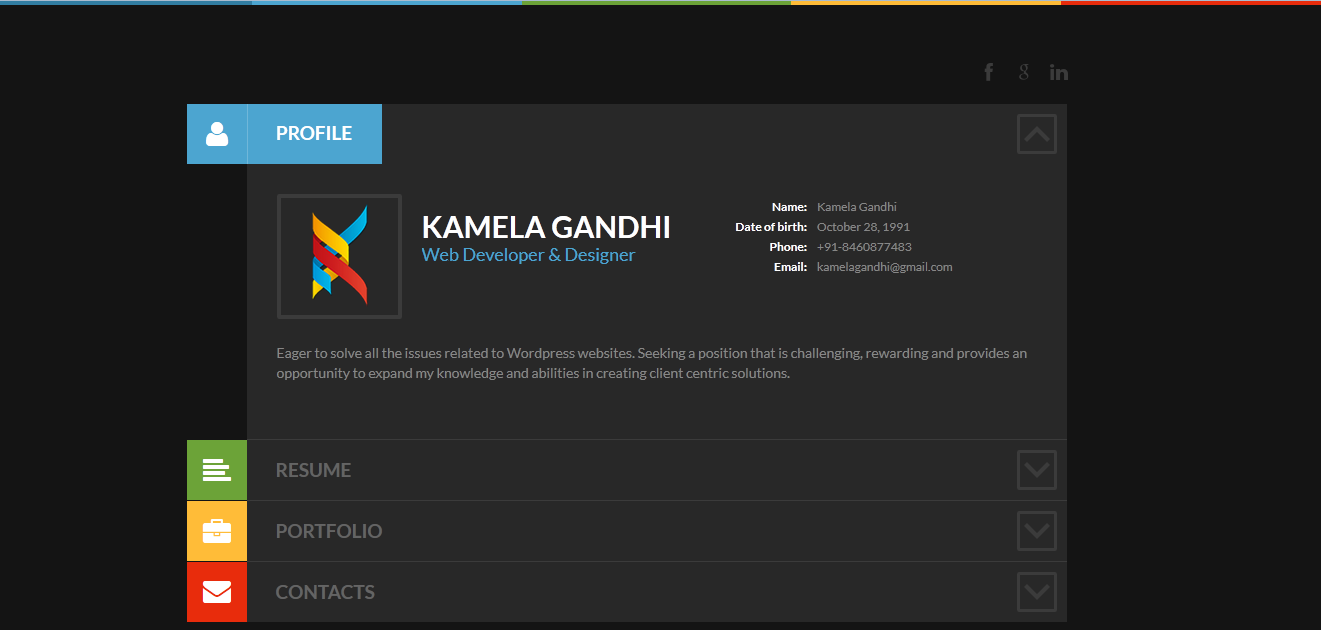 PROFILE
KAMELA GANDHI
Web Developer & Designer
Name: Kamela Gandhi
Date of birth: October 28, 1991
Phone: +91-8460877483
Email: kamelagandhi@gmail.com
Eager to solve all the issues related to Wordpress websites. Seeking a position that is challenging, rewarding and provides an
opportunity to expand my knowledge and abilities in creating client centric solutions.
RESUME
PORTFOLIO
CONTACTS